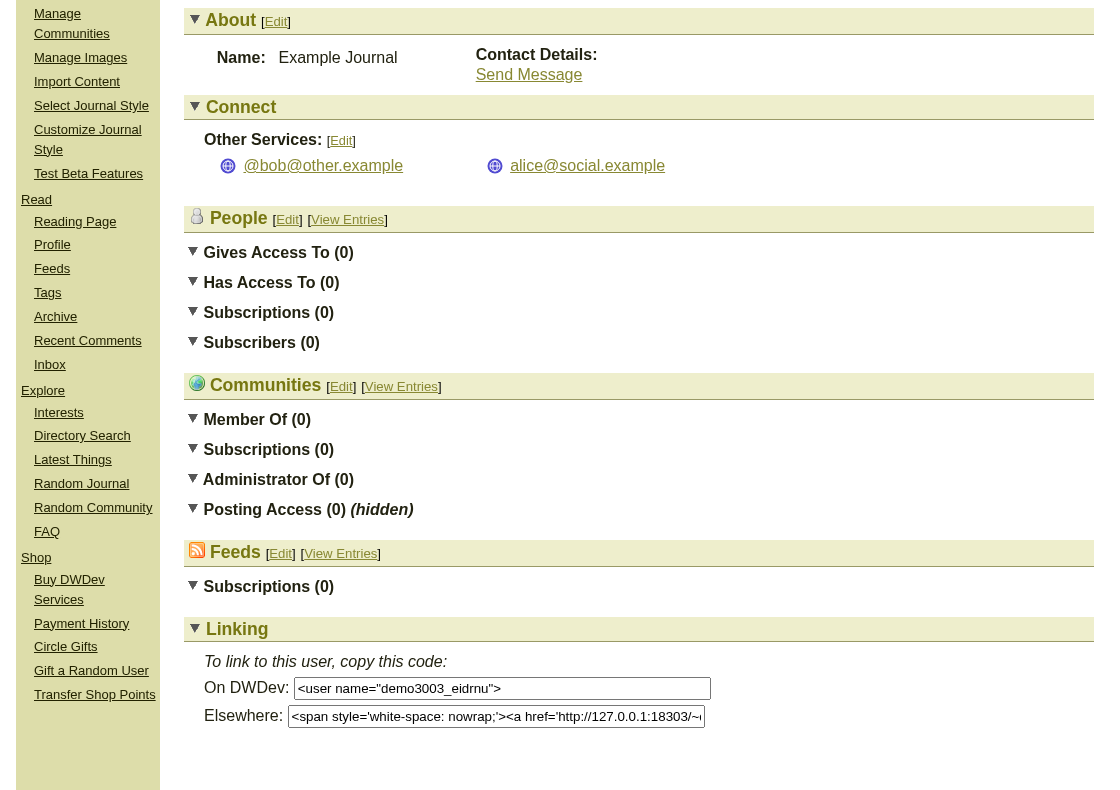 Manage
Communities
Manage Images
Import Content
Select Journal Style
Customize Journal
Style
Test Beta Features
Read
Reading Page
Profile
Feeds
Tags
Archive
Recent Comments
Inbox
Explore
Interests
Directory Search
Latest Things
Random Journal
Random Community
FAQ
Shop
Buy DWDev
Services
Payment History
Circle Gifts
Gift a Random User
Transfer Shop Points
About [Edit]
Name: Example Journal
Contact Details:
Send Message
Connect
Other Services: [Edit]
@bob@other.example alice@social.example
People [Edit] [View Entries]
Gives Access To (0)
Has Access To (0)
Subscriptions (0)
Subscribers (0)
Communities [Edit] [View Entries]
Member Of (0)
Subscriptions (0)
Administrator Of (0)
Posting Access (0) (hidden)
Feeds [Edit] [View Entries]
Subscriptions (0)
Linking
To link to this user, copy this code:
On DWDev: <user name="demo3003_eidrnu">
Elsewhere: <span style='white-space: nowrap;'><a href='http://127.0.0.1:18303/~